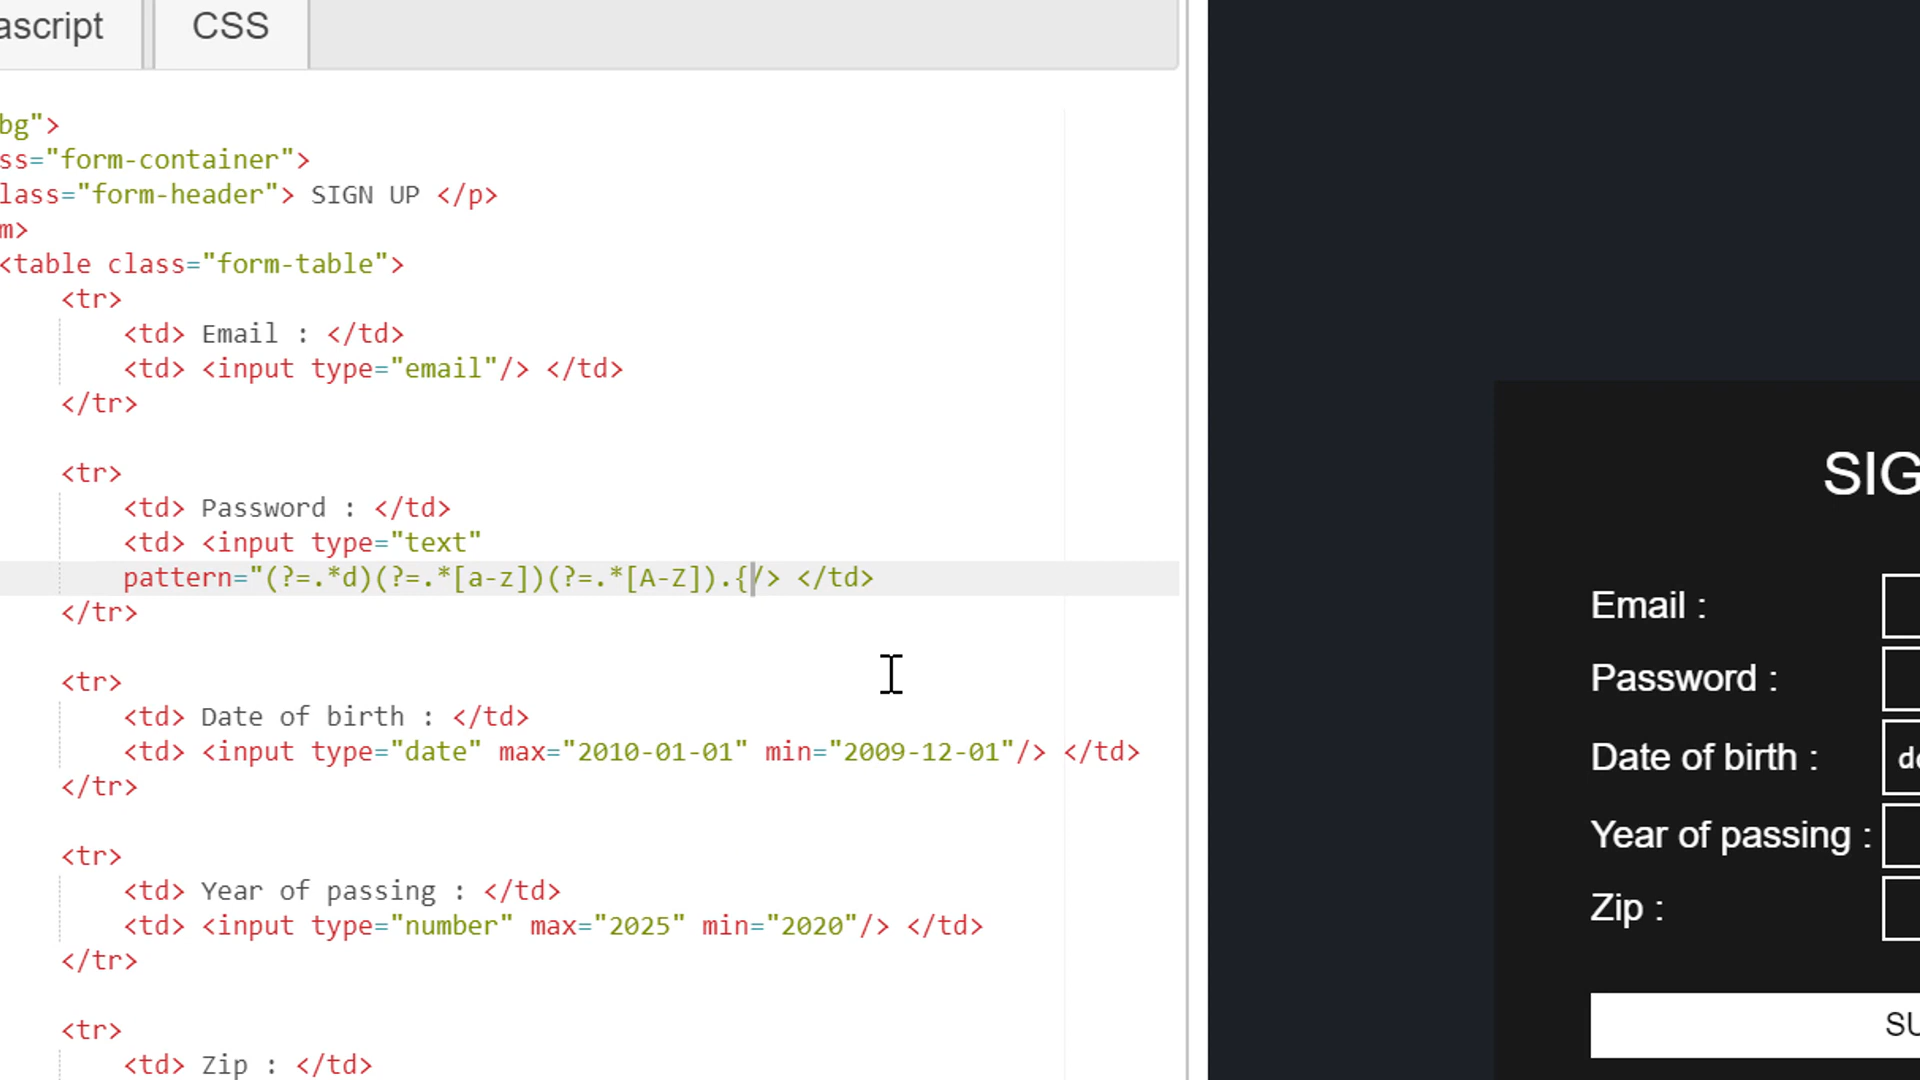 ascript CSS
bg">
ss="form-container">
lass="form-header"> SIGN UP </p>
m>
<table class="form-table">
<tr>
<td> Email : </td>
<td> <input type="email"/> </td>
</tr>
<tr>
<td> Password : </td>
<td> <input type="text"
pattern="(?=.*d)(?=.*[a-z])(?=.*[A-Z]).{/> </td>
</tr>
<tr>
<td> Date of birth : </td>
<td> <input type="date" max="2010-01-01" min="2009-12-01"/> </td>
</tr>
<tr>
<td> Year of passing : </td>
<td> <input type="number" max="2025" min="2020"/> </td>
</tr>
<tr>
<td> Zip : </td>
SIG
Email :
Password :
Date of birth : do
Year of passing :
Zip :
SU